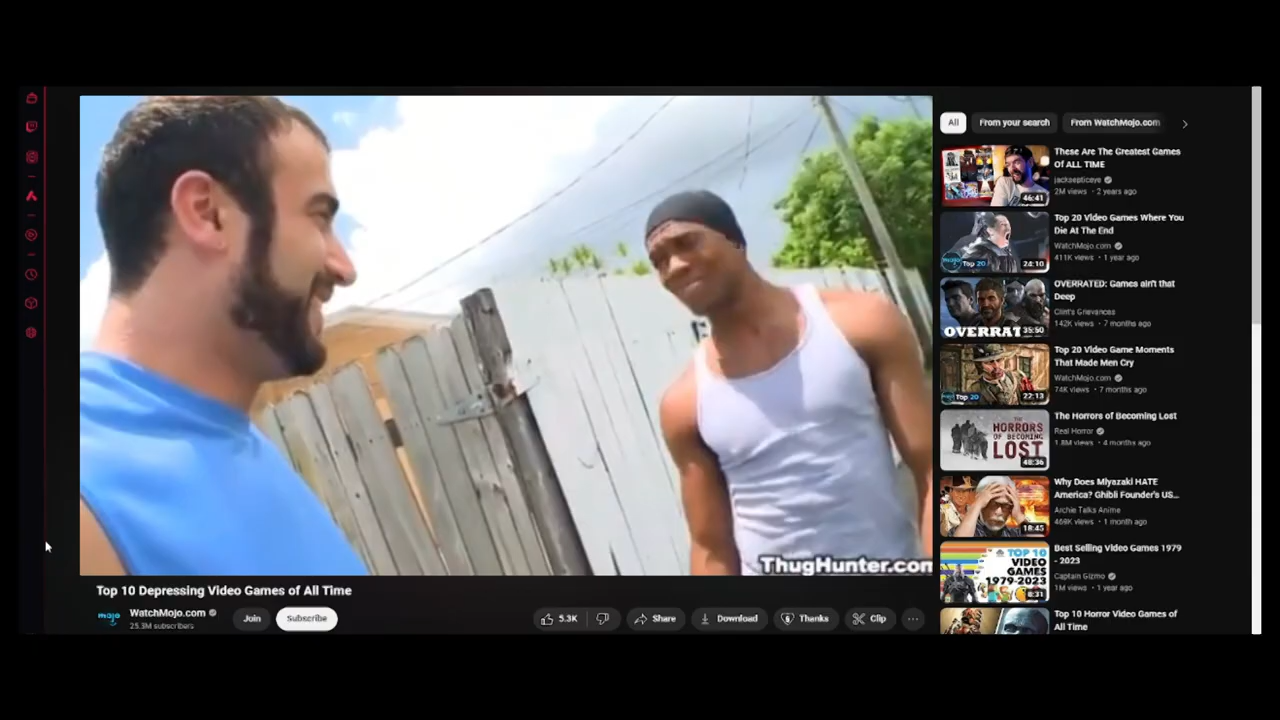 All
From your search
From WatchMojo.com
These Are The Greatest Games
Of ALL TIME
jacksepticeye
2M views • 2 years ago
46:41
Top 20 Video Games Where You
Die At The End
WatchMojo.com
411K views • 1 year ago
Top 20
24:10
OVERRATED: Games ain't that
Deep
Clint's Grievances
142K views • 7 months ago
OVERRAT
35:50
Top 20 Video Game Moments
That Made Men Cry
WatchMojo.com
74K views • 7 months ago
Top 20
22:13
The Horrors of Becoming Lost
Real Horror
1.8M views • 4 months ago
THE
HORRORS
OF BECOMING
LOST
48:36
Why Does Miyazaki HATE
America? Ghibli Founder's US...
Archie Talks Anime
468K views • 1 month ago
18:45
Best Selling Video Games 1979
- 2023
Captain Gizmo
1M views • 1 year ago
TOP 10
VIDEO
GAMES
1979-2023
8:31
Top 10 Horror Video Games of
All Time
ThugHunter.com
Top 10 Depressing Video Games of All Time
mojo
WatchMojo.com
25.3M subscribers
Join
Subscribe
5.3K
Share
Download
Thanks
Clip